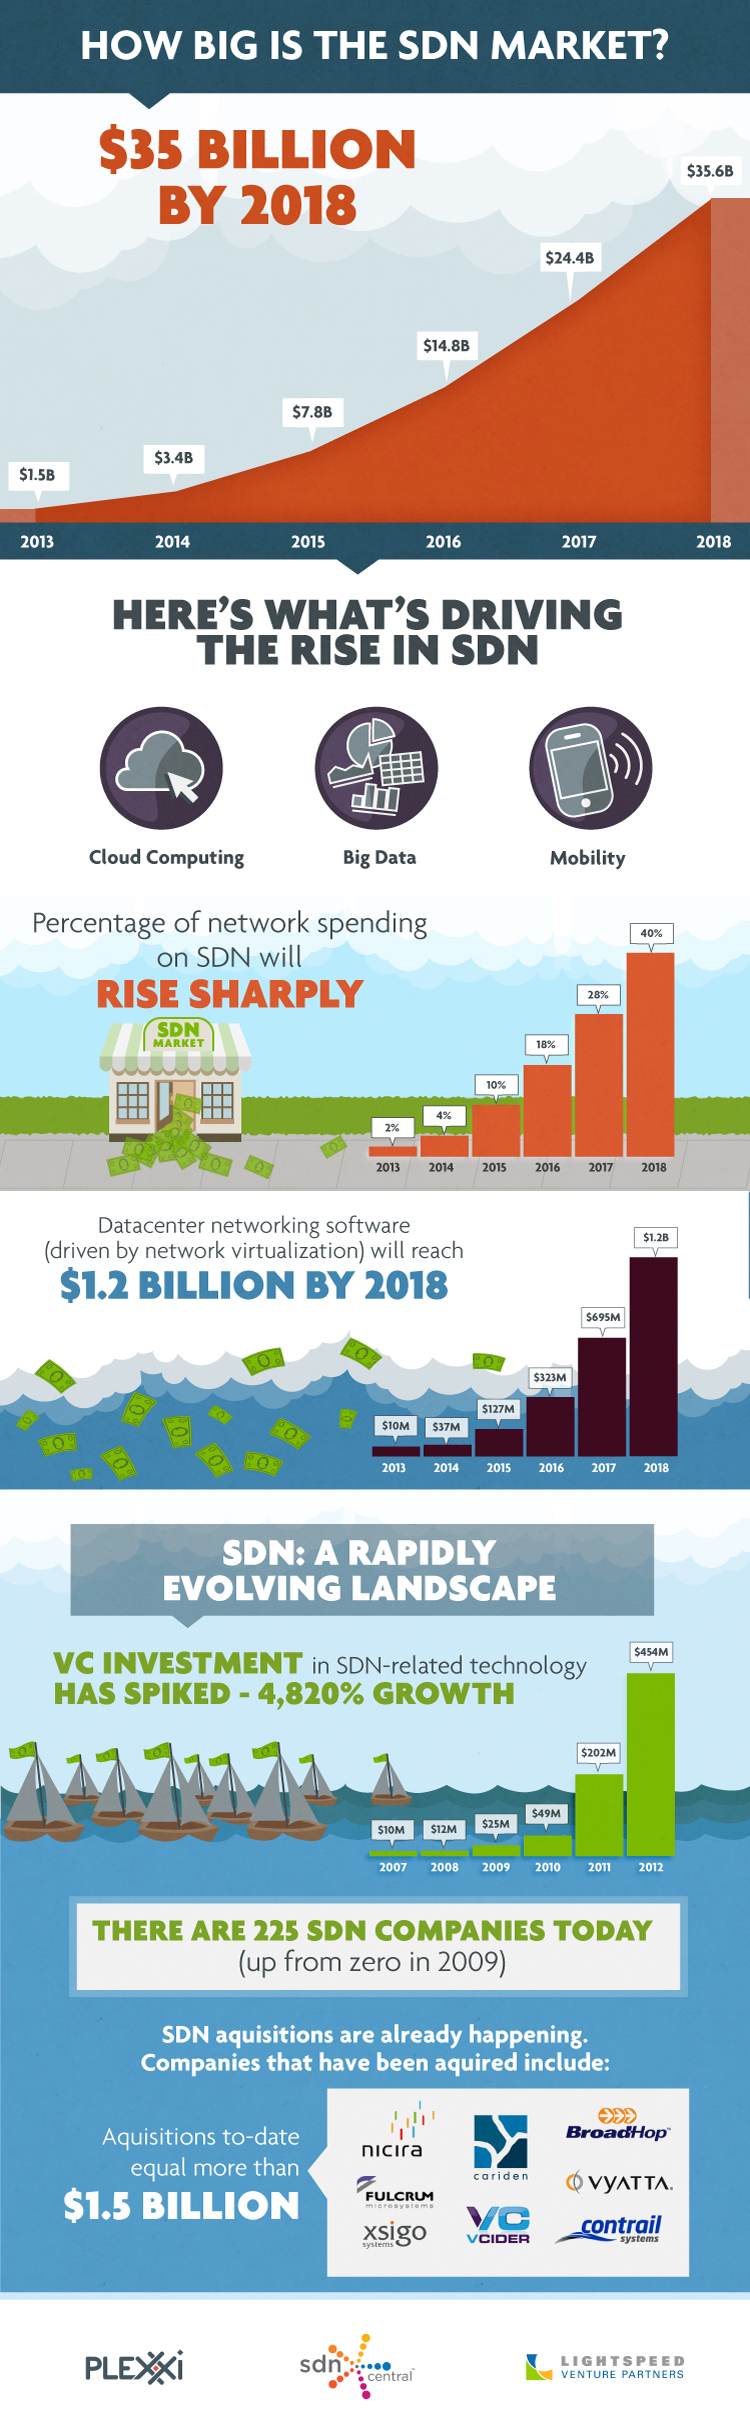 HOW BIG IS THE SDN MARKET?
$35 BILLION
BY 2018
$35.6B
$24.4B
$14.8B
$7.8B
$3.4B
$1.5B
2013 2014 2015 2016 2017 2018
HERE'S WHAT'S DRIVING
THE RISE IN SDN
Cloud Computing Big Data Mobility
Percentage of network spending
on SDN will
RISE SHARPLY
SDN
MARKET
40%
28%
18%
10%
4%
2%
2013 2014 2015 2016 2017 2018
Datacenter networking software
(driven by network virtualization) will reach
$1.2 BILLION BY 2018
$1.2B
$695M
$323M
$127M
$37M
$10M
2013 2014 2015 2016 2017 2018
SDN: A RAPIDLY
EVOLVING LANDSCAPE
VC INVESTMENT in SDN-related technology
HAS SPIKED - 4,820% GROWTH
$454M
$202M
$49M
$25M
$12M
$10M
2007 2008 2009 2010 2011 2012
THERE ARE 225 SDN COMPANIES TODAY
(up from zero in 2009)
SDN aquisitions are already happening.
Companies that have been aquired include:
Aquisitions to-date
equal more than
$1.5 BILLION
nicira
cariden
BroadHop™
FULCRUM
microsystems
VYATTA.
xsigo
systems
VC
VCIDER
contrail
systems
PLEXXi
sdn
central™
LIGHTSPEED
VENTURE PARTNERS